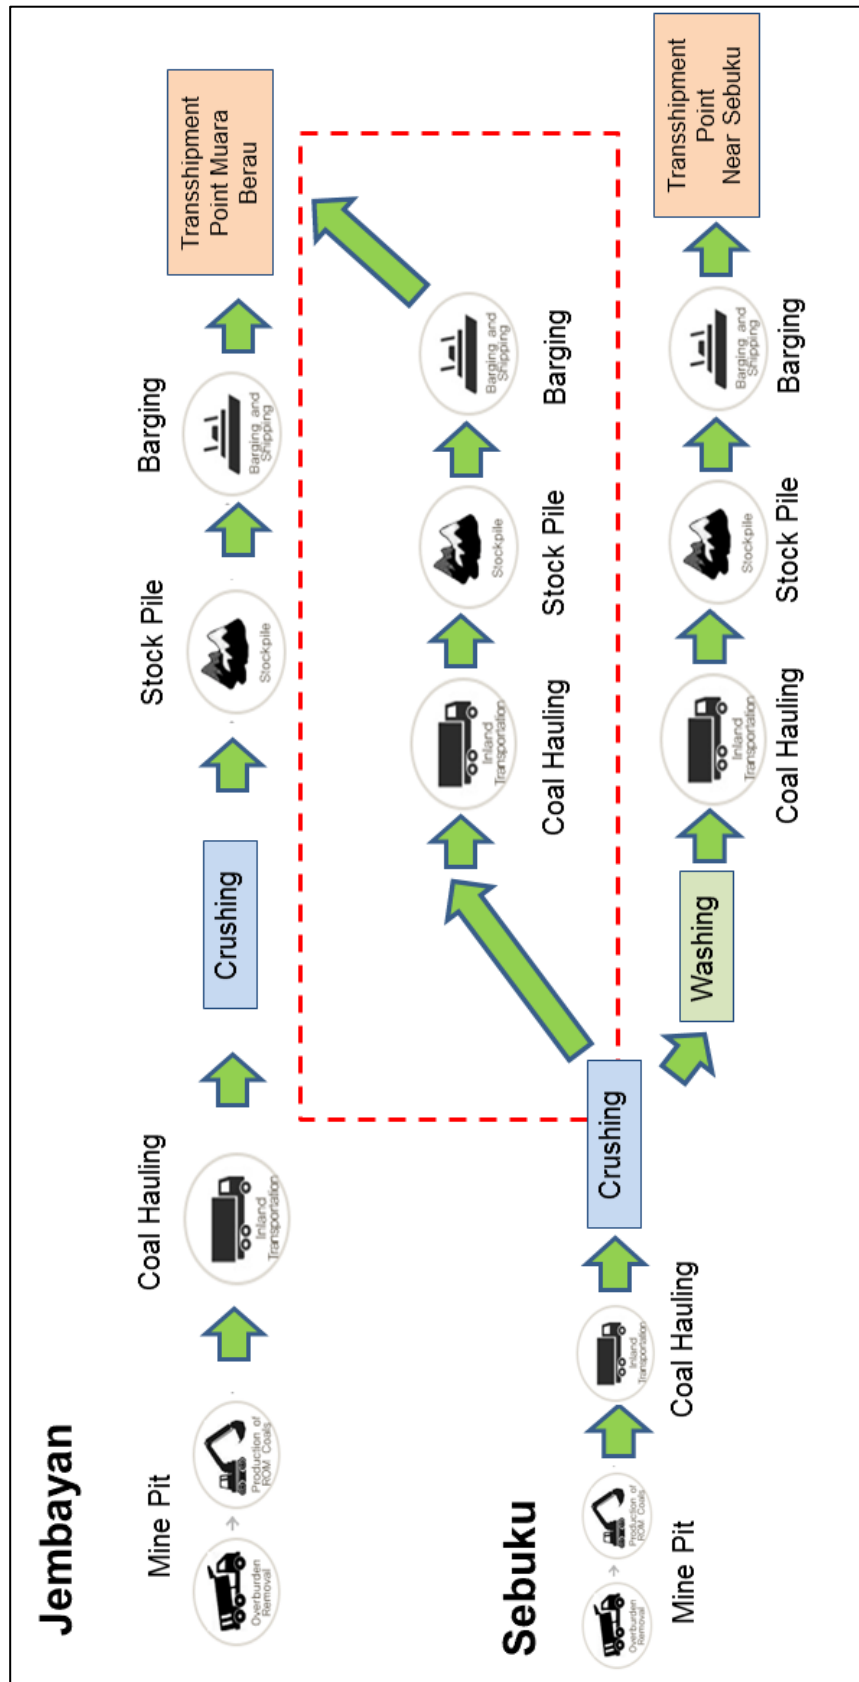 Jembayan
Mine Pit
Overburden
Removal
Production of
ROM Coals
Coal Hauling
Inland
Transportation
Crushing
Stock Pile
Stockpile
Barging
Barging and
Shipping
Transshipment
Point Muara
Berau
Coal Hauling
Inland
Transportation
Stock Pile
Stockpile
Barging
Barging and
Shipping
Sebuku
Mine Pit
Overburden
Removal
Production of
ROM Coals
Coal Hauling
Inland
Transportation
Crushing
Washing
Coal Hauling
Inland
Transportation
Stock Pile
Stockpile
Barging
Barging and
Shipping
Transshipment
Point
Near Sebuku